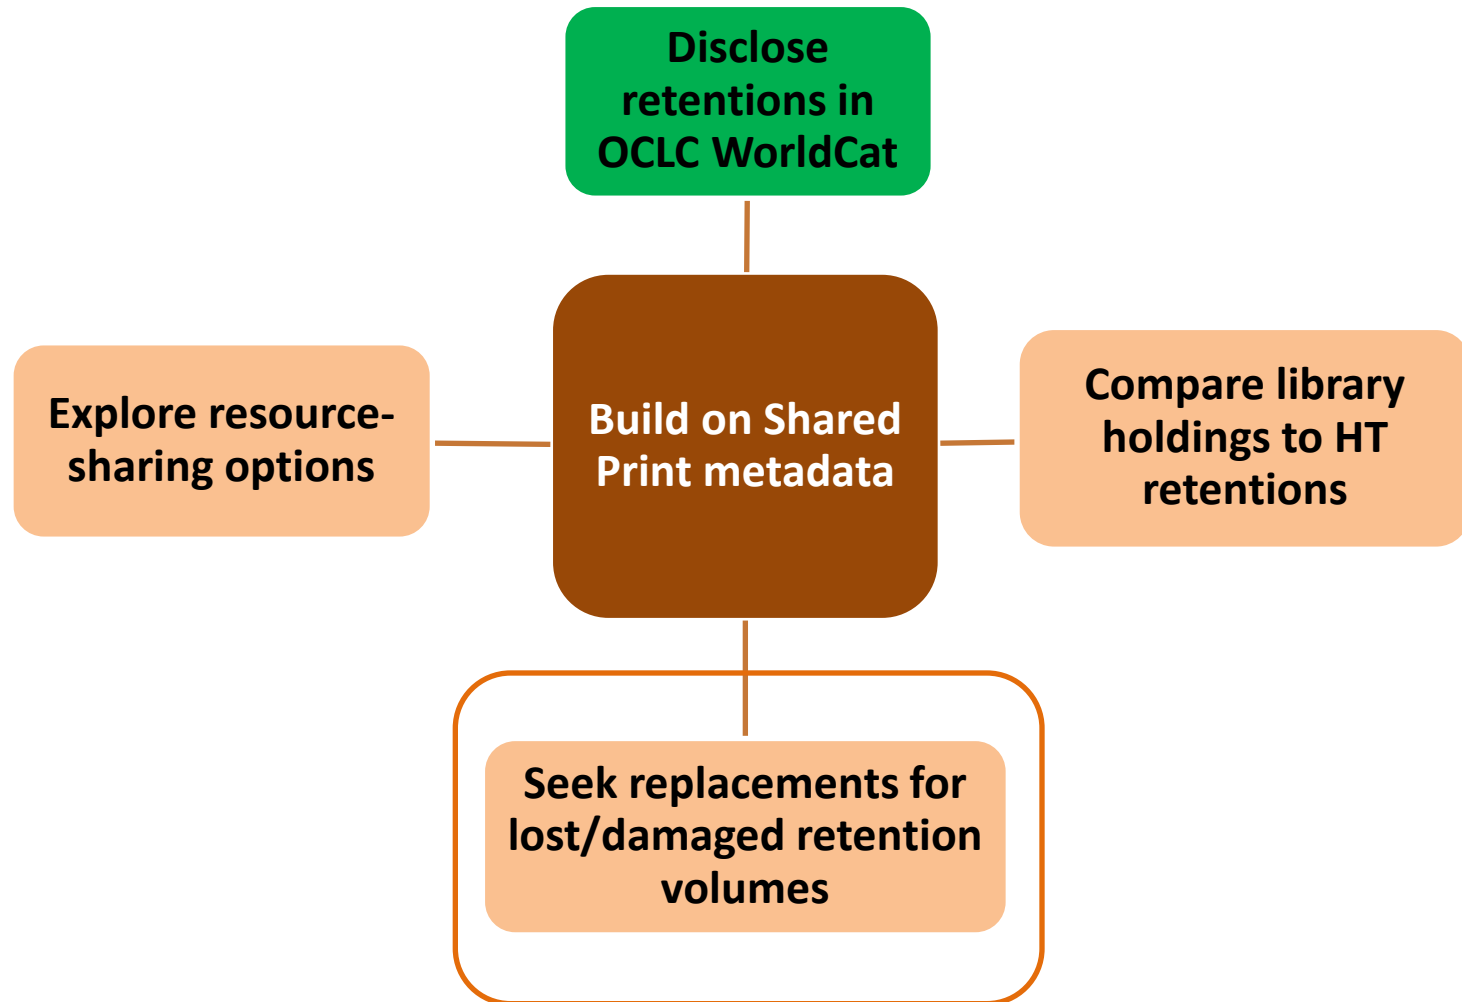 Disclose
retentions in
OCLC WorldCat
Explore resource-
sharing options
Build on Shared
Print metadata
Compare library
holdings to HT
retentions
Seek replacements for
lost/damaged retention
volumes